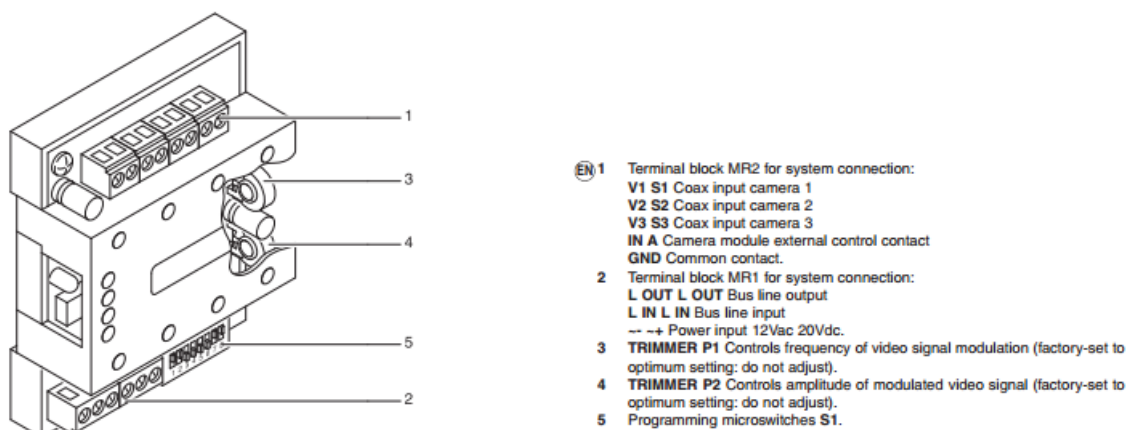 1
3
4
5
2
EN 1 Terminal block MR2 for system connection:
V1 S1 Coax input camera 1
V2 S2 Coax input camera 2
V3 S3 Coax input camera 3
IN A Camera module external control contact
GND Common contact.
2 Terminal block MR1 for system connection:
L OUT L OUT Bus line output
L IN L IN Bus line input
~- ~+ Power input 12Vac 20Vdc.
3 TRIMMER P1 Controls frequency of video signal modulation (factory-set to
optimum setting: do not adjust).
4 TRIMMER P2 Controls amplitude of modulated video signal (factory-set to
optimum setting: do not adjust).
5 Programming microswitches S1.